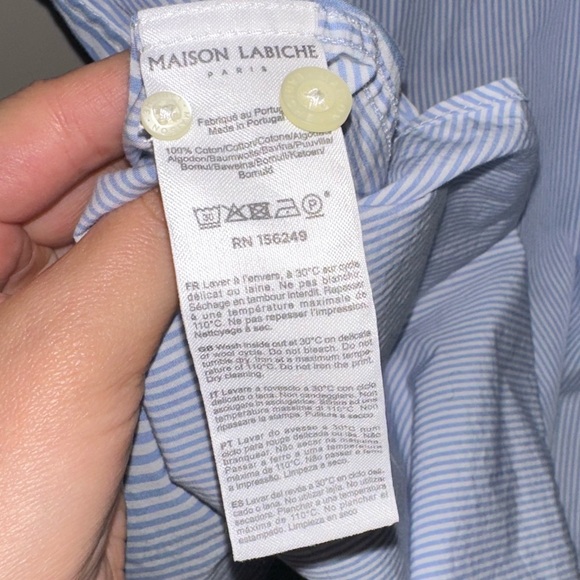 MAISON LABICHE
PARIS
Fabriqué au Portugal
Made in Portugal
100% Coton/Cotton/Cotone/Algodão
Algodon/Baumwolle/Bavlna/Puuvilla/
Bomuld/Bawełna/Bomull/Katoen/
Bomuld
30
P
RN 156249
FR Laver à l'envers, à 30°C sur cycle
délicat ou laine. Ne pas blanchir.
Séchage en tambour interdit. Repasser
à une température maximale de
110°C. Ne pas repasser l'impression.
Nettoyage à sec.
GB Wash inside out at 30°C on delicate
or wool cycle. Do not bleach. Do not
tumble dry. Iron at a maximum tempe-
rature of 110°C. Do not iron the print.
Dry cleaning.
IT Lavare a rovescio a 30°C con ciclo
delicato o lana. Non candeggiare. Non
asciugare in asciugatrice. Stirare a una
temperatura massima di 110°C. Non
stirare la stampa. Pulitura a secco.
PT Lavar do avesso a 30°C num
ciclo para roupa delicada ou lã. Não
branquear. Não secar na máquina.
Passar a ferro a uma temperatura
máxima de 110°C. Não passar a ferro
a impressão. Limpeza a seco.
ES Lavar del revés a 30°C en ciclo deli-
cado o lana. No utilizar lejía. No utilizar
secadora. Planchar a una temperatura
máxima de 110°C. No planchar el
estampado. Limpieza en seco